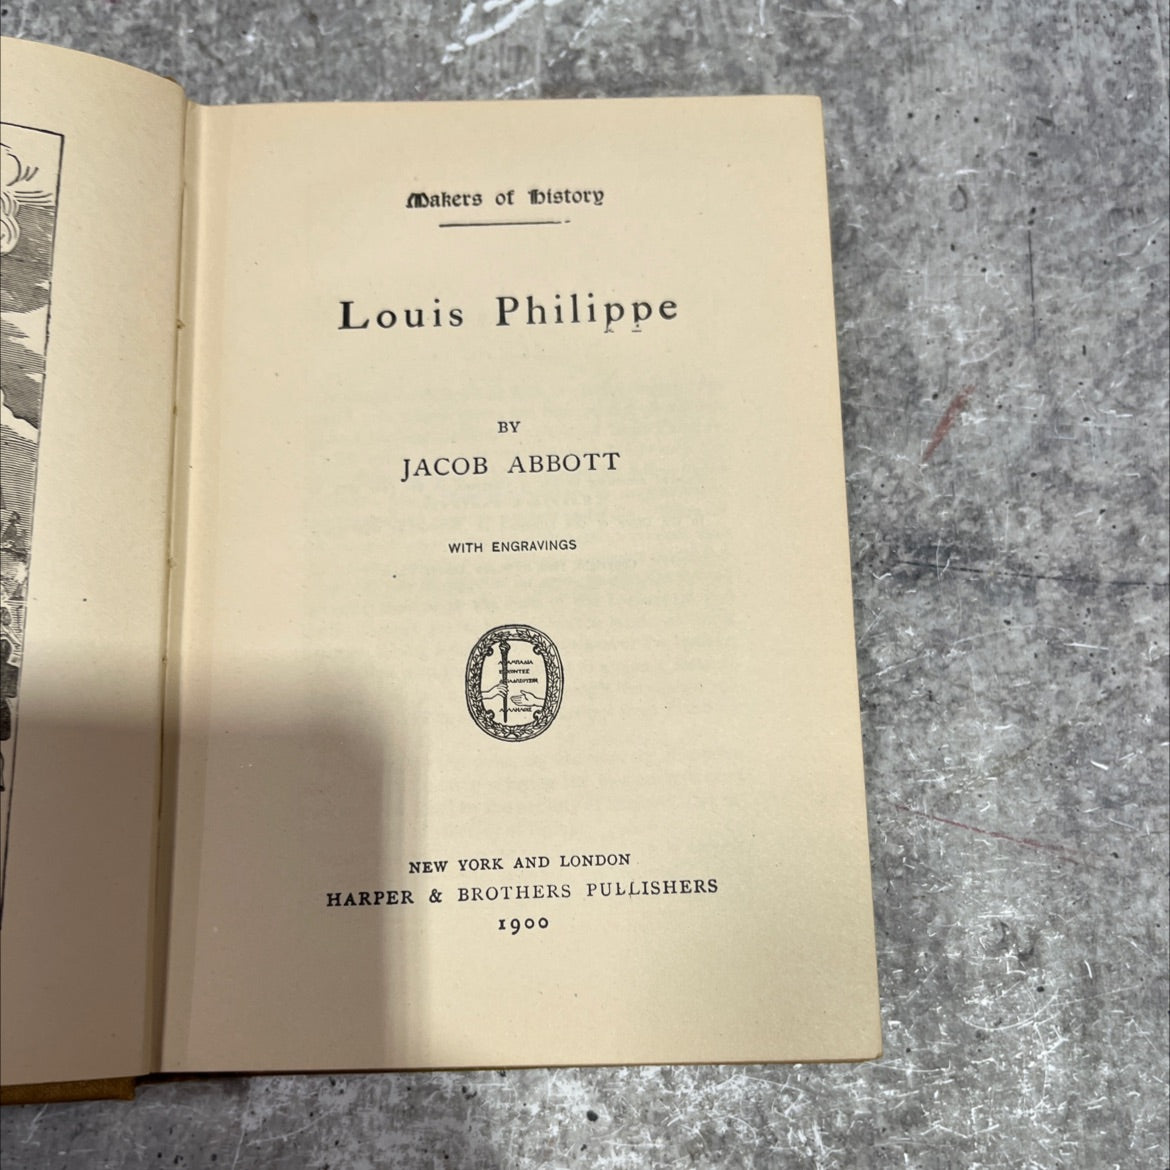 Makers of History
Louis Philippe
BY
JACOB ABBOTT
WITH ENGRAVINGS
NEW YORK AND LONDON
HARPER & BROTHERS PULLISHERS
1900